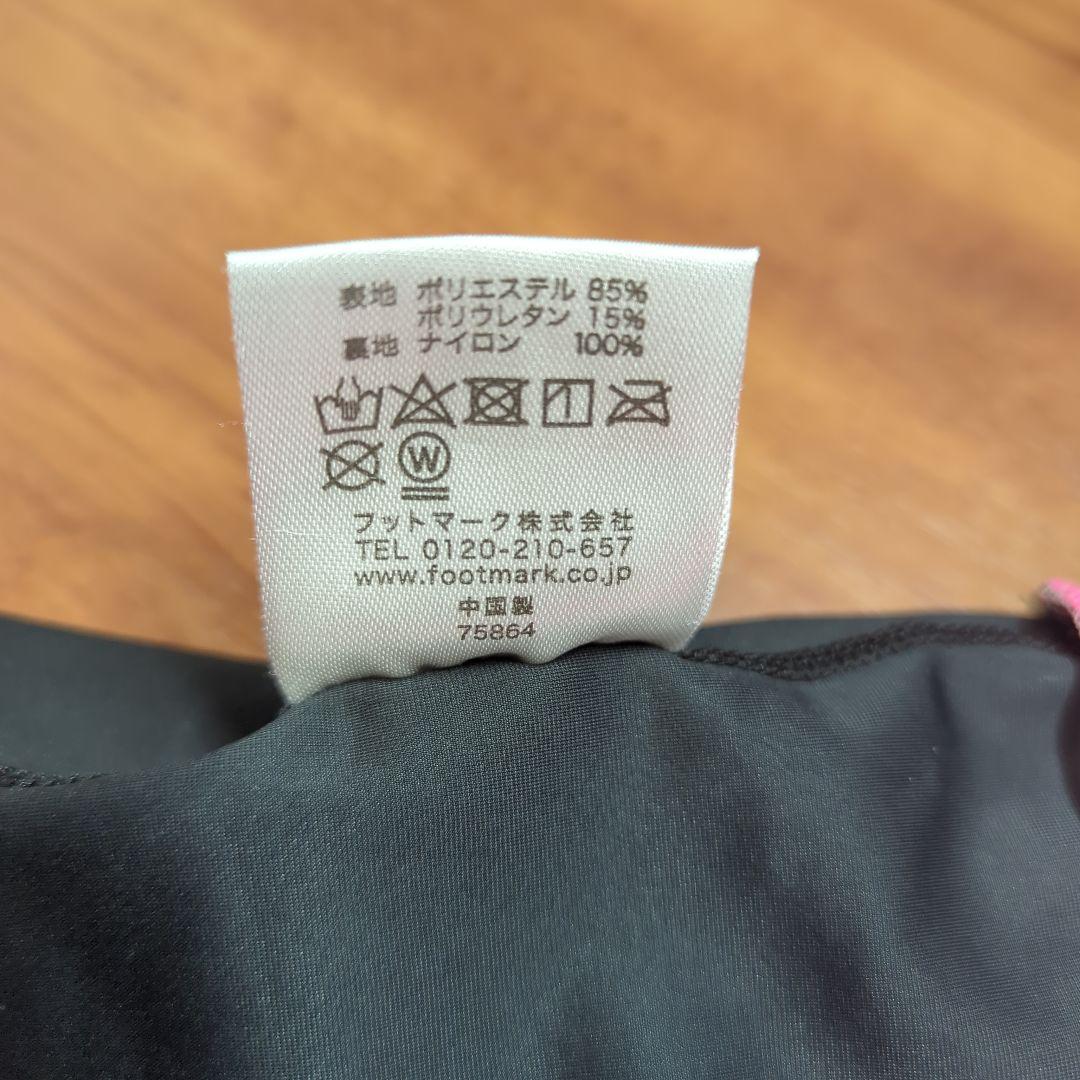 表地 ポリエステル 85%
ポリウレタン 15%
裏地 ナイロン 100%
W
フットマーク株式会社
TEL 0120-210-657
www.footmark.co.jp
中国製
75864